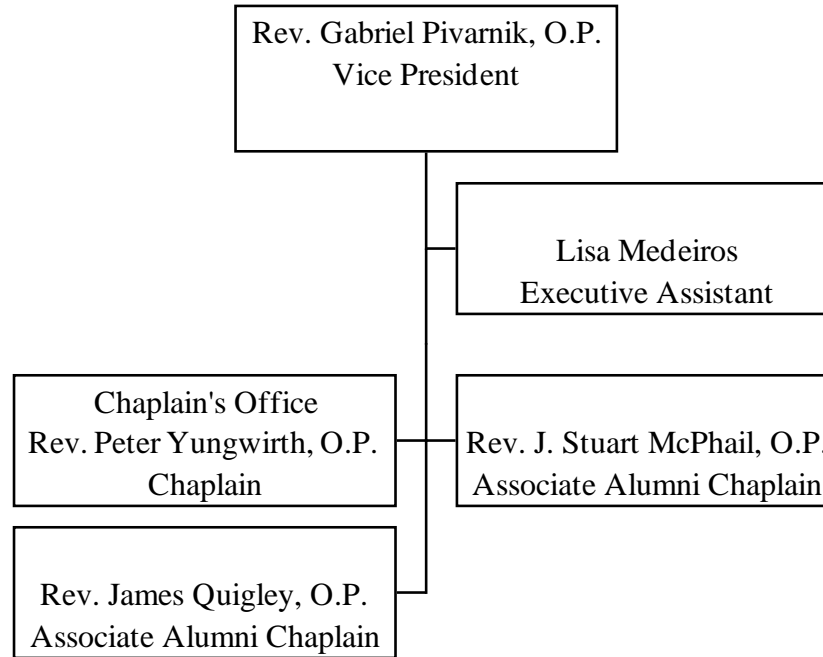 Rev. Gabriel Pivarnik, O.P.
Vice President
Lisa Medeiros
Executive Assistant
Chaplain's Office
Rev. Peter Yungwirth, O.P.
Chaplain
Rev. J. Stuart McPhail, O.P.
Associate Alumni Chaplain
Rev. James Quigley, O.P.
Associate Alumni Chaplain